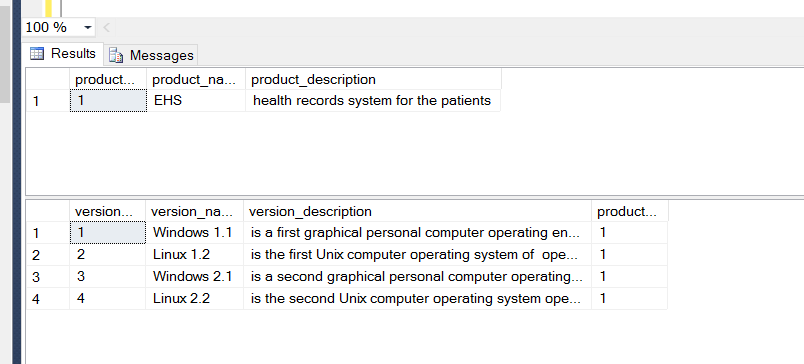 100 %
Results Messages
product... product_na... product_description
1 1 EHS health records system for the patients
version... version_na... version_description product...
1 1 Windows 1.1 is a first graphical personal computer operating en... 1
2 2 Linux 1.2 is the first Unix computer operating system of ope... 1
3 3 Windows 2.1 is a second graphical personal computer operating... 1
4 4 Linux 2.2 is the second Unix computer operating system ope... 1